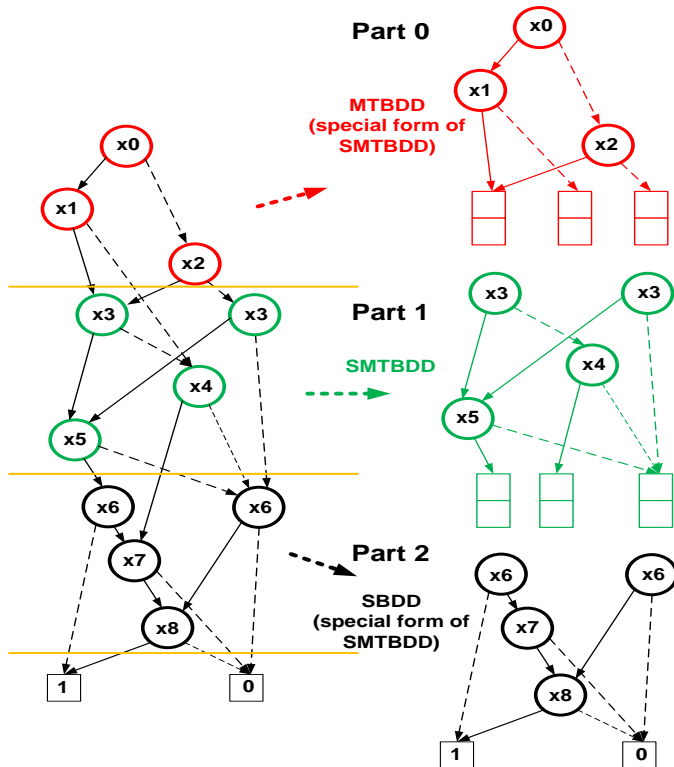 Part 0
x0
x1
MTBDD
(special form of
SMTBDD)
x2
x0
x1
x2
x3
x3
Part 1
x3
x3
SMTBDD
x4
x4
x5
x5
x6
x6
Part 2
x7
SBDD
(special form of
SMTBDD)
x6
x6
x8
x7
x8
1
0
1
0